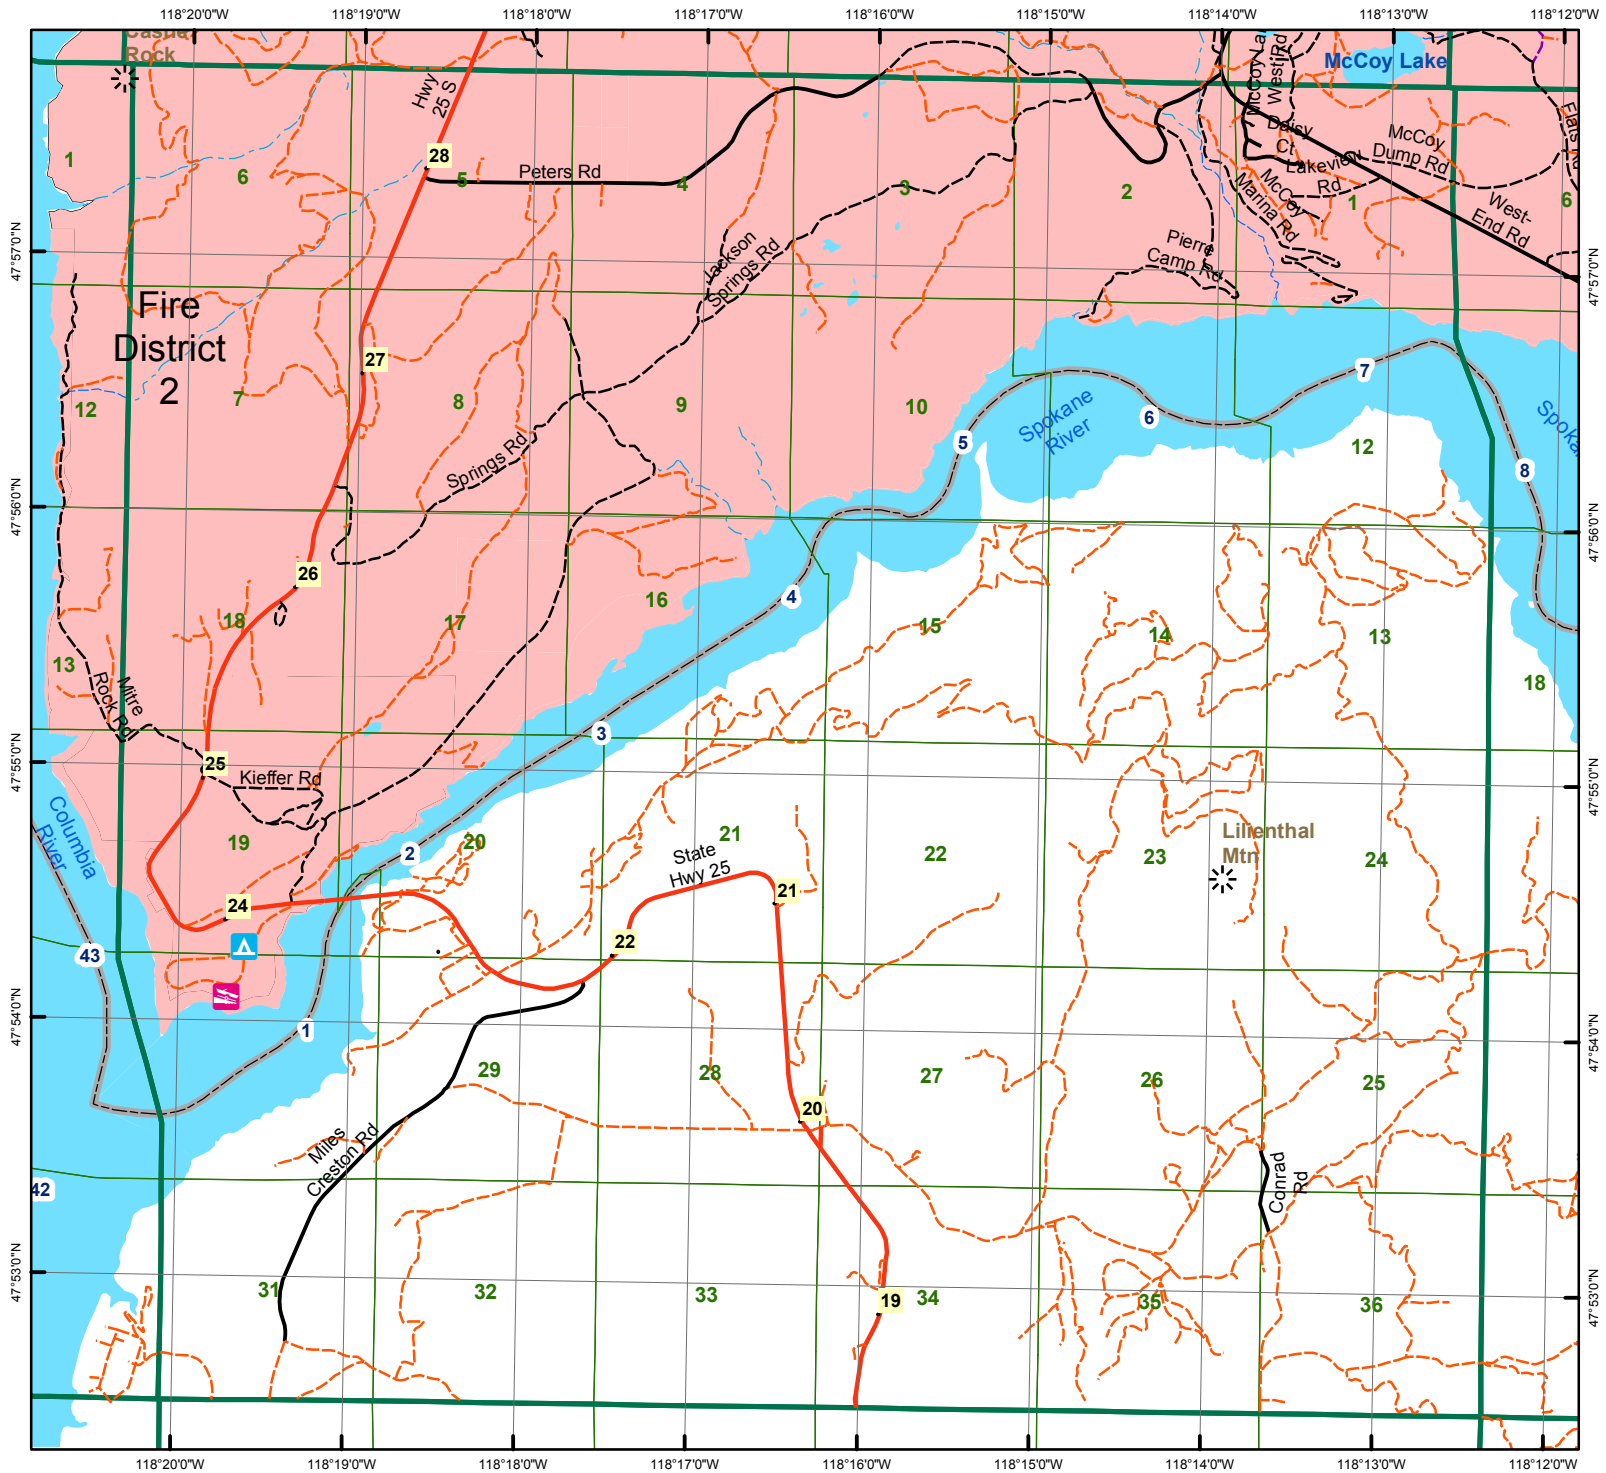 118°20'0"W
118°19'0"W
118°18'0"W
118°17'0"W
118°16'0"W
118°15'0"W
118°14'0"W
118°13'0"W
118°12'0"W
Castle
Rock
McCoy Lake
Hwy
25 S
West Rd
28
Peters Rd
Daisy
Ct
Lakeview
Rd
McCoy
Dump Rd
McCoy
Marina Rd
West-
End Rd
1
6
5
4
3
2
1
6
Jackson
Springs Rd
Pierre
Camp Rd
47°57'0"N
47°57'0"N
Fire
District
2
27
7
12
7
8
9
10
5
Spokane
River
6
12
8
Springs Rd
47°56'0"N
47°56'0"N
26
4
18
17
16
15
14
13
13
18
Mitre
Rock Rd
3
25
Kieffer Rd
47°55'0"N
47°55'0"N
Columbia
River
19
2
20
21
22
23
24
Lilienthal
Mtn
State
Hwy 25
21
24
22
43
1
47°54'0"N
47°54'0"N
29
28
27
26
25
20
Miles
Creston Rd
Conrad
Rd
42
47°53'0"N
47°53'0"N
31
32
33
19
34
35
36
118°20'0"W
118°19'0"W
118°18'0"W
118°17'0"W
118°16'0"W
118°15'0"W
118°14'0"W
118°13'0"W
118°12'0"W